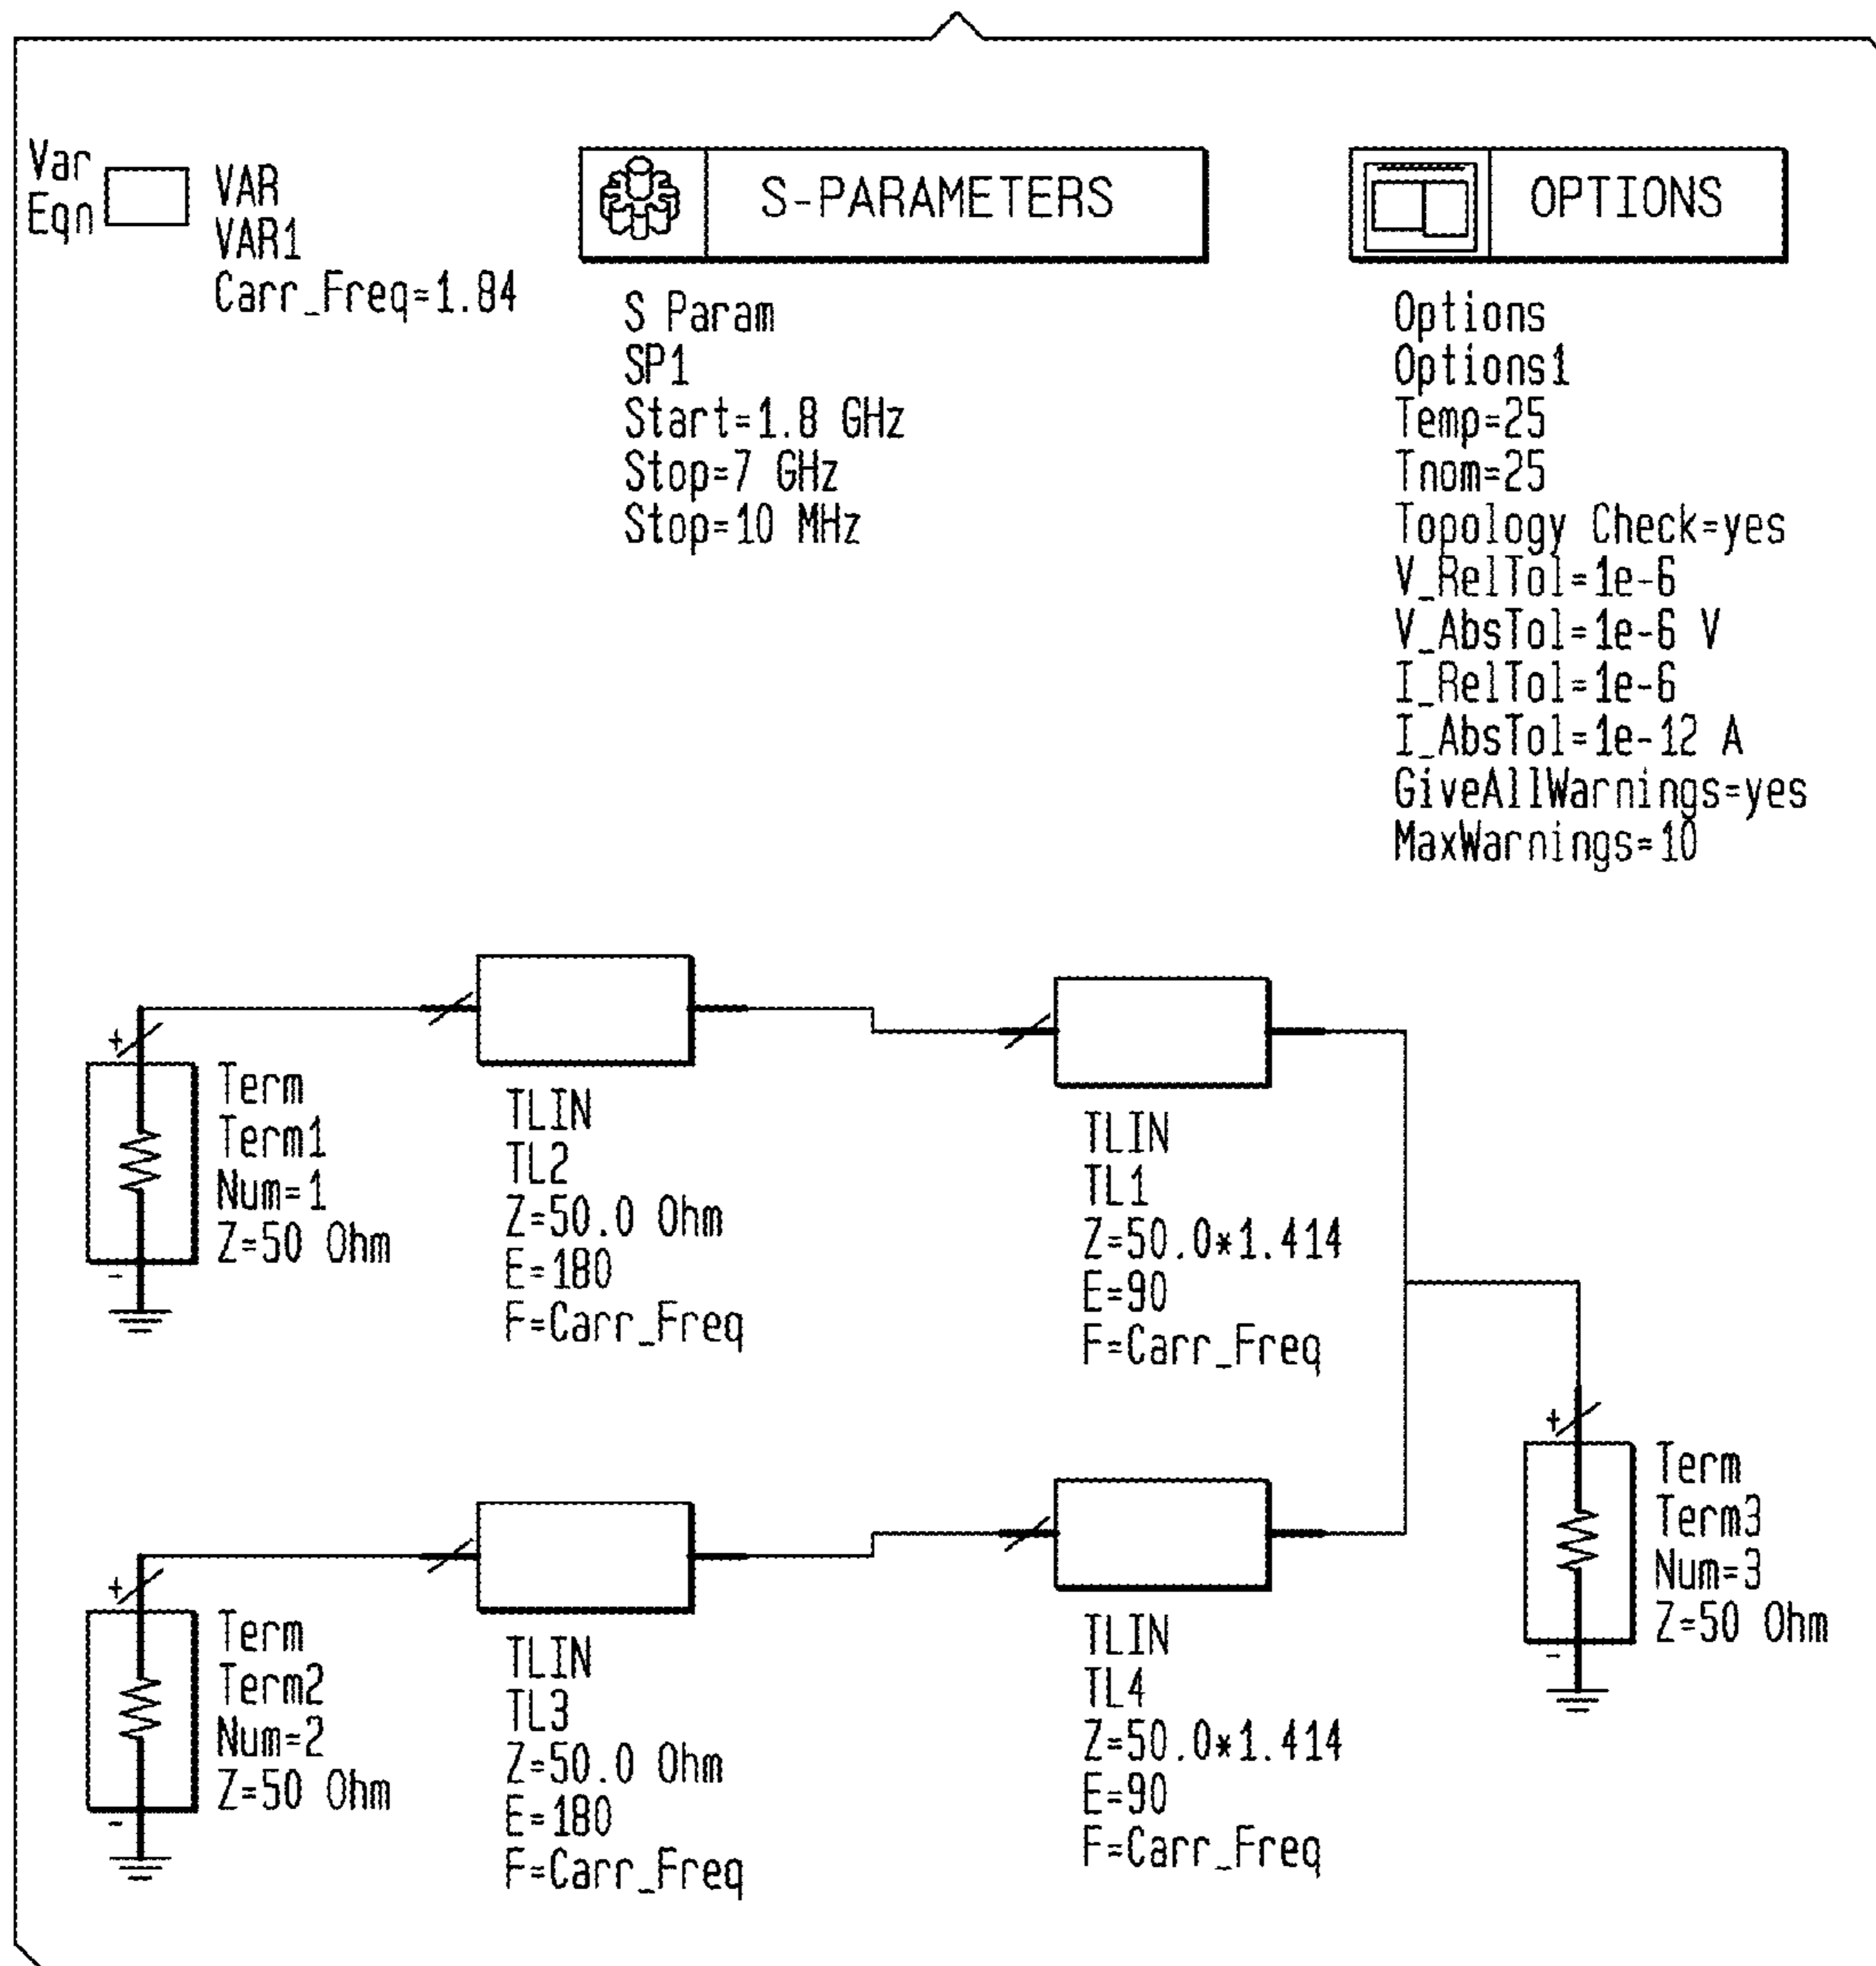 Var
Eqn
VAR
VAR1
Carr_Freq=1.84
S-PARAMETERS
S Param
SP1
Start=1.8 GHz
Stop=7 GHz
Stop=10 MHz
OPTIONS
Options
Options1
Temp=25
Tnom=25
Topology Check=yes
V_RelTol=1e-6
V_AbsTol=1e-6 V
I_RelTol=1e-6
I_AbsTol=1e-12 A
GiveAllWarnings=yes
MaxWarnings=10
+
Term
Term1
Num=1
Z=50 Ohm
-
TLIN
TL2
Z=50.0 Ohm
E=180
F=Carr_Freq
TLIN
TL1
Z=50.0*1.414
E=90
F=Carr_Freq
+
Term
Term2
Num=2
Z=50 Ohm
-
TLIN
TL3
Z=50.0 Ohm
E=180
F=Carr_Freq
TLIN
TL4
Z=50.0*1.414
E=90
F=Carr_Freq
+
Term
Term3
Num=3
Z=50 Ohm
-